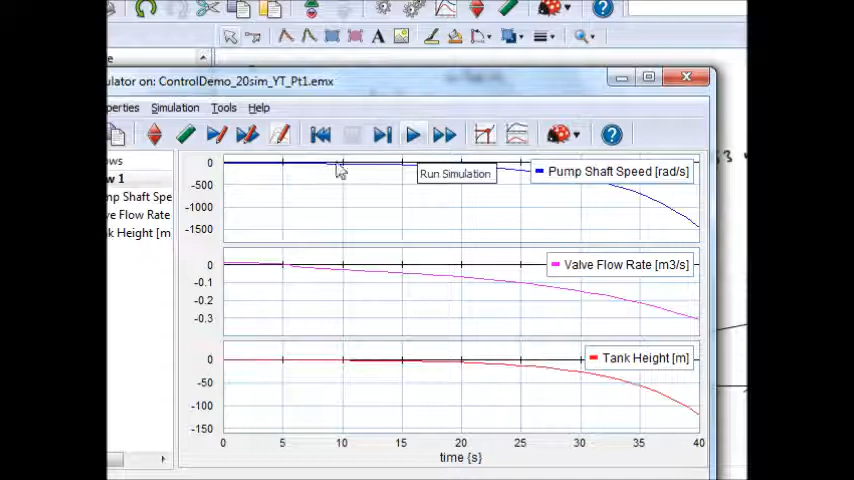 ulator on: ControlDemo_20sim_YT_Pt1.emx
perties Simulation Tools Help
ows
w 1
mp Shaft Spe
ve Flow Rate
nk Height [m
Run Simulation
0
-500
-1000
-1500
Pump Shaft Speed [rad/s]
0
-0.1
-0.2
-0.3
Valve Flow Rate [m3/s]
0
-50
-100
-150
Tank Height [m]
0 5 10 15 20 25 30 35 40
time {s}
A